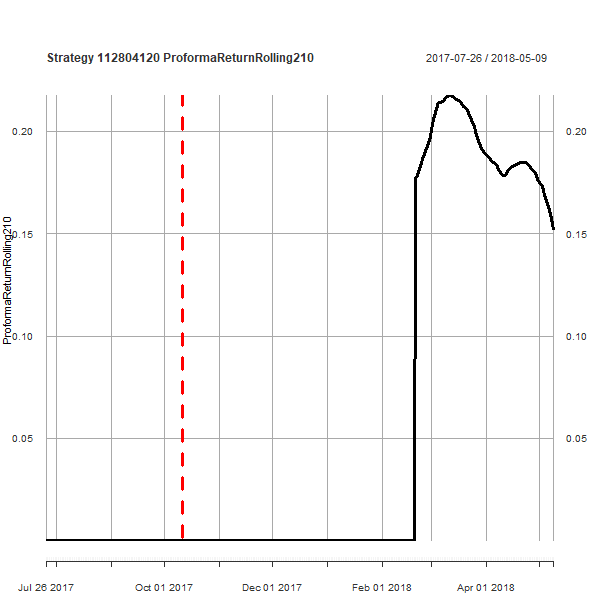 Strategy 112804120 ProformaReturnRolling210
2017-07-26 / 2018-05-09
0.20
0.20
0.15
0.15
ProformaReturnRolling210
0.10
0.10
0.05
0.05
Jul 26 2017
Oct 01 2017
Dec 01 2017
Feb 01 2018
Apr 01 2018